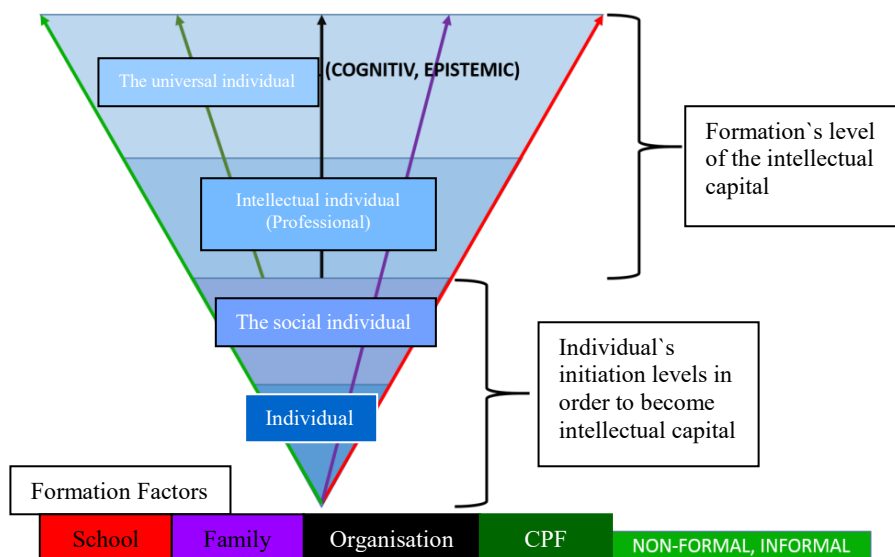 (COGNITIV, EPISTEMIC)
The universal individual
Formation`s level
of the intellectual
capital
Intellectual individual
(Professional)
The social individual
Individual`s
initiation levels in
order to become
intellectual capital
Individual
Formation Factors
School
Family
Organisation
CPF
NON-FORMAL, INFORMAL